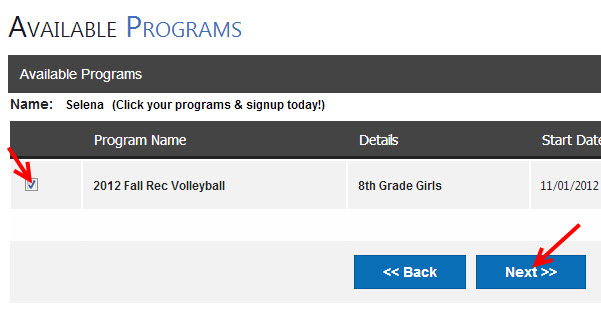 AVAILABLE PROGRAMS
Available Programs
Name: Selena (Click your programs & signup today!)
Program Name Details Start Date
2012 Fall Rec Volleyball 8th Grade Girls 11/01/2012
<< Back Next >>